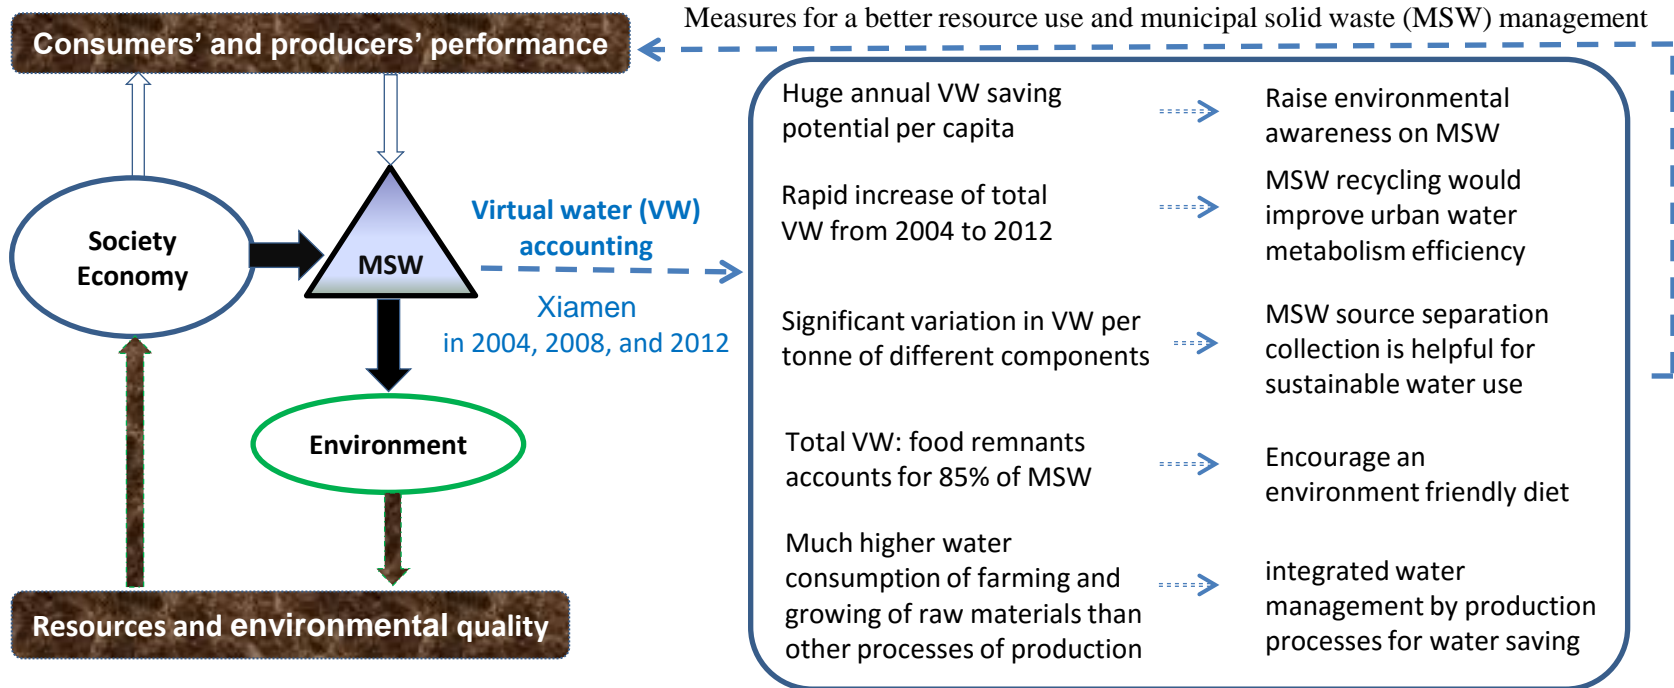 Measures for a better resource use and municipal solid waste (MSW) management
Consumers’ and producers’ performance
Society
Economy
MSW
Environment
Resources and environmental quality
Virtual water (VW)
accounting
Xiamen
in 2004, 2008, and 2012
Huge annual VW saving
potential per capita
Raise environmental
awareness on MSW
Rapid increase of total
VW from 2004 to 2012
MSW recycling would
improve urban water
metabolism efficiency
Significant variation in VW per
tonne of different components
MSW source separation
collection is helpful for
sustainable water use
Total VW: food remnants
accounts for 85% of MSW
Encourage an
environment friendly diet
Much higher water
consumption of farming and
growing of raw materials than
other processes of production
integrated water
management by production
processes for water saving